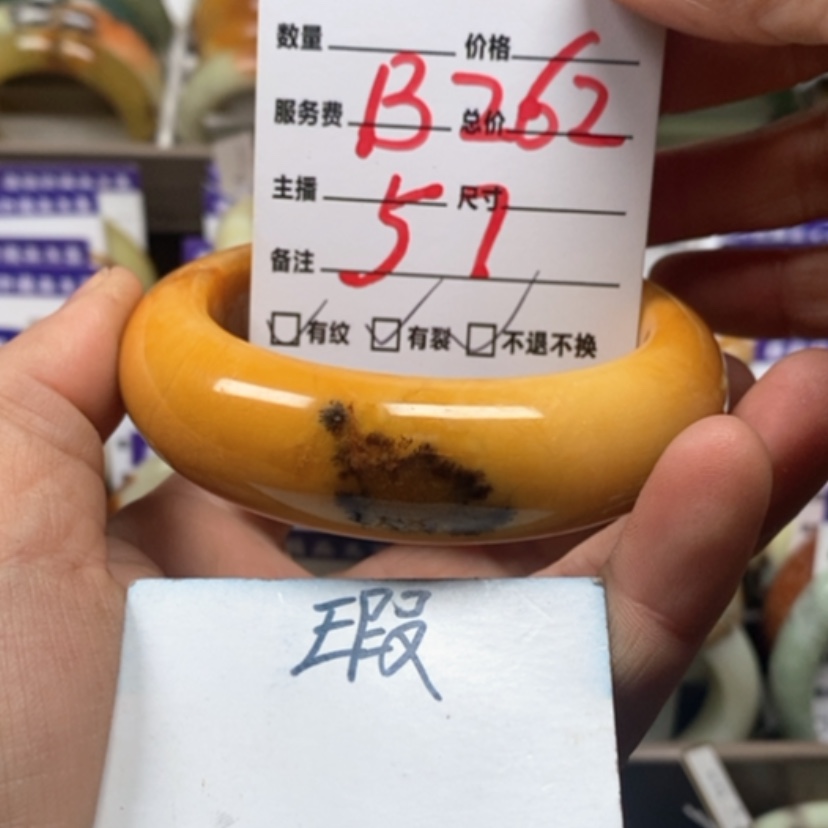 数量 价格
B262
服务费 总价
主播 尺寸
57
备注
有纹 有裂 不退不换
瑕